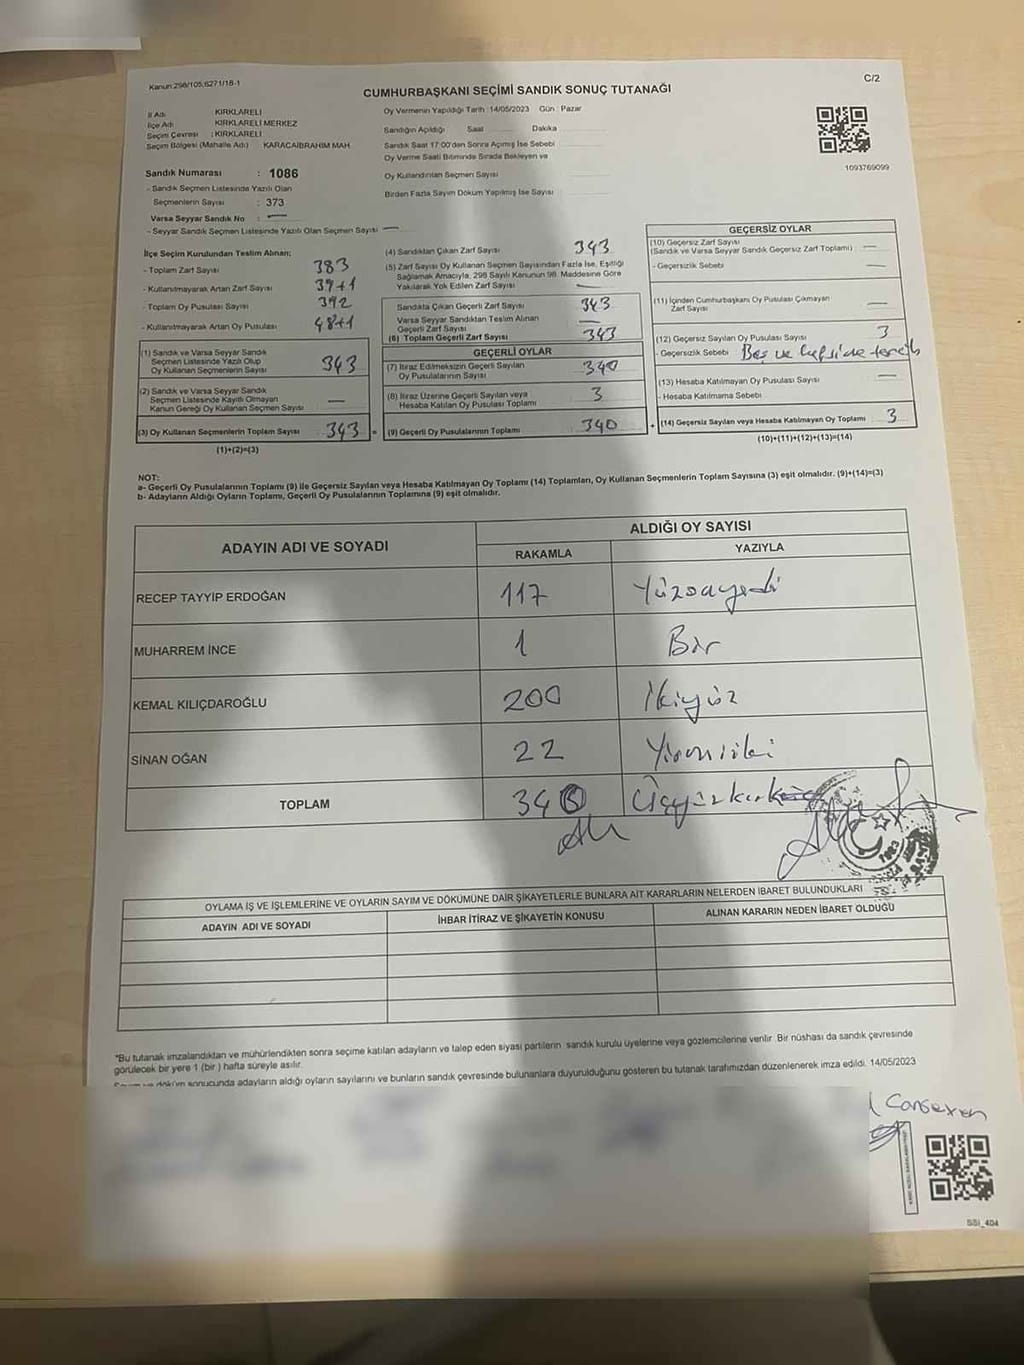 Kanun:298/105;6271/18-1
C/2
CUMHURBAŞKANI SEÇİMİ SANDIK SONUÇ TUTANAĞI
İl Adı : KIRKLARELİ
İlçe Adı : KIRKLARELİ MERKEZ
Seçim Çevresi : KIRKLARELİ
Seçim Bölgesi (Mahalle Adı) KARACAİBRAHİM MAH
Sandık Numarası : 1086
- Sandık Seçmen Listesinde Yazılı Olan
Seçmenlerin Sayısı : 373
Varsa Seyyar Sandık No : —
- Seyyar Sandık Seçmen Listesinde Yazılı Olan Seçmen Sayısı —
Oy Vermenin Yapıldığı Tarih : 14/05/2023 Gün : Pazar
Sandığın Açıldığı Saat Dakika
Sandık Saat 17:00'den Sonra Açılmış İse Sebebi
Oy Verme Saati Bitiminde Sırada Bekleyen ve
Oy Kullandırılan Seçmen Sayısı
Birden Fazla Sayım Döküm Yapılmış İse Sayısı
1093769099
İlçe Seçim Kurulundan Teslim Alınan;
- Toplam Zarf Sayısı 383
- Kullanılmayarak Artan Zarf Sayısı 39+1
- Toplam Oy Pusulası Sayısı 392
- Kullanılmayarak Artan Oy Pusulası 48+1
(1) Sandık ve Varsa Seyyar Sandık
Seçmen Listesinde Yazılı Olup
Oy Kullanan Seçmenlerin Sayısı 343
(2) Sandık ve Varsa Seyyar Sandık
Seçmen Listesinde Kayıtlı Olmayan
Kanun Gereği Oy Kullanan Seçmen Sayısı —
(3) Oy Kullanan Seçmenlerin Toplam Sayısı 343 =
(1)+(2)=(3)
(4) Sandıktan Çıkan Zarf Sayısı 343
(5) Zarf Sayısı Oy Kullanan Seçmen Sayısından Fazla İse, Eşitliği
Sağlamak Amacıyla, 298 Sayılı Kanunun 98. Maddesine Göre
Yakılarak Yok Edilen Zarf Sayısı —
Sandıkta Çıkan Geçerli Zarf Sayısı 343
Varsa Seyyar Sandıktan Teslim Alınan
Geçerli Zarf Sayısı —
(6) Toplam Geçerli Zarf Sayısı 343
GEÇERLİ OYLAR
(7) İtiraz Edilmeksizin Geçerli Sayılan
Oy Pusulalarının Sayısı 340
(8) İtiraz Üzerine Geçerli Sayılan veya
Hesaba Katılan Oy Pusulası Toplamı 3
(9) Geçerli Oy Pusulalarının Toplamı 340 +
GEÇERSİZ OYLAR
(10) Geçersiz Zarf Sayısı
(Sandık ve Varsa Seyyar Sandık Geçersiz Zarf Toplamı) —
- Geçersizlik Sebebi —
(11) İçinden Cumhurbaşkanı Oy Pusulası Çıkmayan
Zarf Sayısı —
(12) Geçersiz Sayılan Oy Pusulası Sayısı 3
- Geçersizlik Sebebi Boş ve hepside tercih
(13) Hesaba Katılmayan Oy Pusulası Sayısı —
- Hesaba Katılmama Sebebi
(14) Geçersiz Sayılan veya Hesaba Katılmayan Oy Toplamı 3
(10)+(11)+(12)+(13)=(14)
NOT:
a- Geçerli Oy Pusulalarının Toplamı (9) ile Geçersiz Sayılan veya Hesaba Katılmayan Oy Toplamı (14) Toplamları, Oy Kullanan Seçmenlerin Toplam Sayısına (3) eşit olmalıdır. (9)+(14)=(3)
b- Adayların Aldığı Oyların Toplamı, Geçerli Oy Pusulalarının Toplamına (9) eşit olmalıdır.
ADAYIN ADI VE SOYADI
ALDIĞI OY SAYISI
RAKAMLA YAZIYLA
RECEP TAYYİP ERDOĞAN 117 Yüzonyedi
MUHARREM İNCE 1 Bir
KEMAL KILIÇDAROĞLU 200 İkiyüz
SİNAN OĞAN 22 Yirmiiki
TOPLAM 340 Üçyüzkırk
OYLAMA İŞ VE İŞLEMLERİNE VE OYLARIN SAYIM VE DÖKÜMÜNE DAİR ŞİKAYETLERLE BUNLARA AİT KARARLARIN NELERDEN İBARET BULUNDUKLARI
ADAYIN ADI VE SOYADI İHBAR İTİRAZ VE ŞİKAYETİN KONUSU ALINAN KARARIN NEDEN İBARET OLDUĞU
*Bu tutanak imzalandıktan ve mühürlendikten sonra seçime katılan adayların ve talep eden siyasi partilerin sandık kurulu üyelerine veya gözlemcilerine verilir. Bir nüshası da sandık çevresinde
görülecek bir yere 1 (bir) hafta süreyle asılır.
Sayım ve döküm sonucunda adayların aldığı oyların sayılarını ve bunların sandık çevresinde bulunanlara duyurulduğunu gösteren bu tutanak tarafımızdan düzenlenerek imza edildi. 14/05/2023
SSİ_404